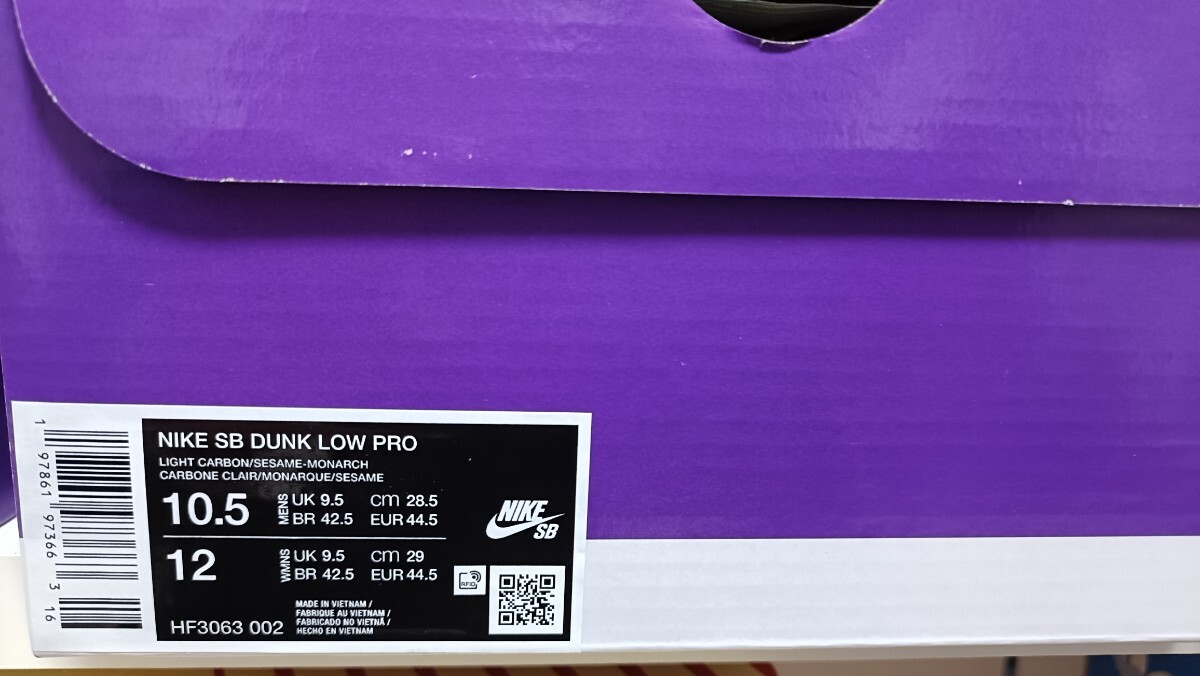 1 97861 97366 3 16
NIKE SB DUNK LOW PRO
LIGHT CARBON/SESAME-MONARCH
CARBONE CLAIR/MONARQUE/SESAME
10.5 MENS UK 9.5 CM 28.5
BR 42.5 EUR 44.5
12 WMNS UK 9.5 CM 29
BR 42.5 EUR 44.5
NIKE
SB
RFID
MADE IN VIETNAM /
FABRIQUE AU VIETNAM /
FABRICADO NO VIETNÃ /
HECHO EN VIETNAM
HF3063 002